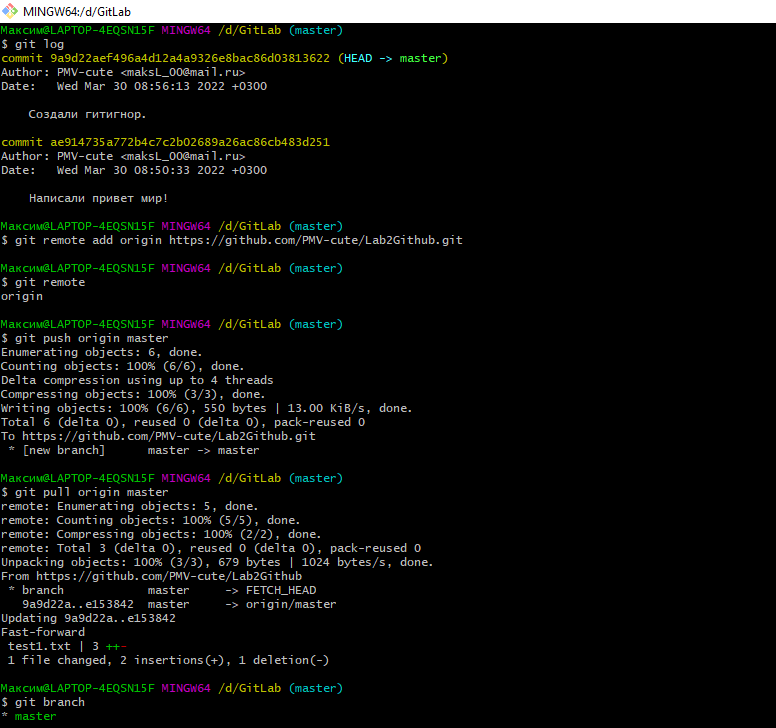 MINGW64:/d/GitLab
Максим@LAPTOP-4EQSN15F MINGW64 /d/GitLab (master)
$ git log
commit 9a9d22aef496a4d12a4a9326e8bac86d03813622 (HEAD -> master)
Author: PMV-cute <maksL_00@mail.ru>
Date:   Wed Mar 30 08:56:13 2022 +0300
    Создали гитигнор.
commit ae914735a772b4c7c2b02689a26ac86cb483d251
Author: PMV-cute <maksL_00@mail.ru>
Date:   Wed Mar 30 08:50:33 2022 +0300
    Написали привет мир!
Максим@LAPTOP-4EQSN15F MINGW64 /d/GitLab (master)
$ git remote add origin https://github.com/PMV-cute/Lab2Github.git
Максим@LAPTOP-4EQSN15F MINGW64 /d/GitLab (master)
$ git remote
origin
Максим@LAPTOP-4EQSN15F MINGW64 /d/GitLab (master)
$ git push origin master
Enumerating objects: 6, done.
Counting objects: 100% (6/6), done.
Delta compression using up to 4 threads
Compressing objects: 100% (3/3), done.
Writing objects: 100% (6/6), 550 bytes | 13.00 KiB/s, done.
Total 6 (delta 0), reused 0 (delta 0), pack-reused 0
To https://github.com/PMV-cute/Lab2Github.git
 * [new branch]      master -> master
Максим@LAPTOP-4EQSN15F MINGW64 /d/GitLab (master)
$ git pull origin master
remote: Enumerating objects: 5, done.
remote: Counting objects: 100% (5/5), done.
remote: Compressing objects: 100% (2/2), done.
remote: Total 3 (delta 0), reused 0 (delta 0), pack-reused 0
Unpacking objects: 100% (3/3), 679 bytes | 1024 bytes/s, done.
From https://github.com/PMV-cute/Lab2Github
 * branch            master     -> FETCH_HEAD
   9a9d22a..e153842  master     -> origin/master
Updating 9a9d22a..e153842
Fast-forward
 test1.txt | 3 ++-
 1 file changed, 2 insertions(+), 1 deletion(-)
Максим@LAPTOP-4EQSN15F MINGW64 /d/GitLab (master)
$ git branch
* master